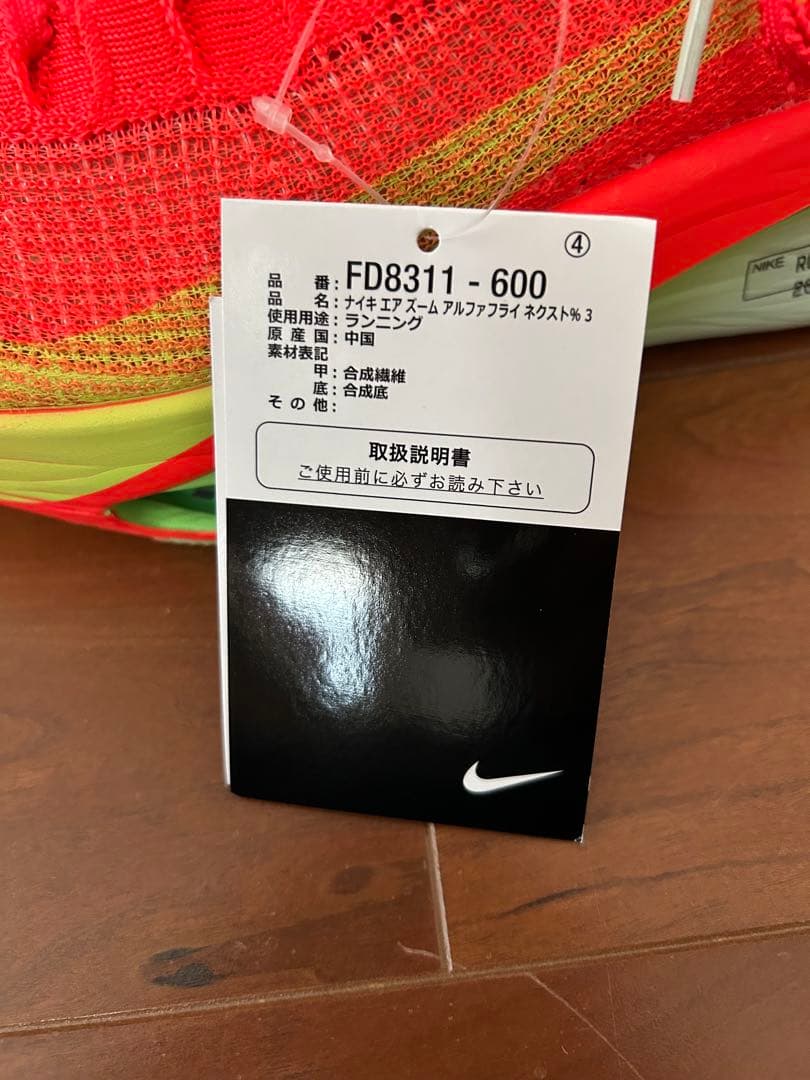 ④
品 番：FD8311 - 600
品 名：ナイキ エア ズーム アルファフライ ネクスト% 3
使用用途：ランニング
原 産 国：中国
素材表記
甲：合成繊維
底：合成底
そ の 他：
取扱説明書
ご使用前に必ずお読み下さい
NIKE